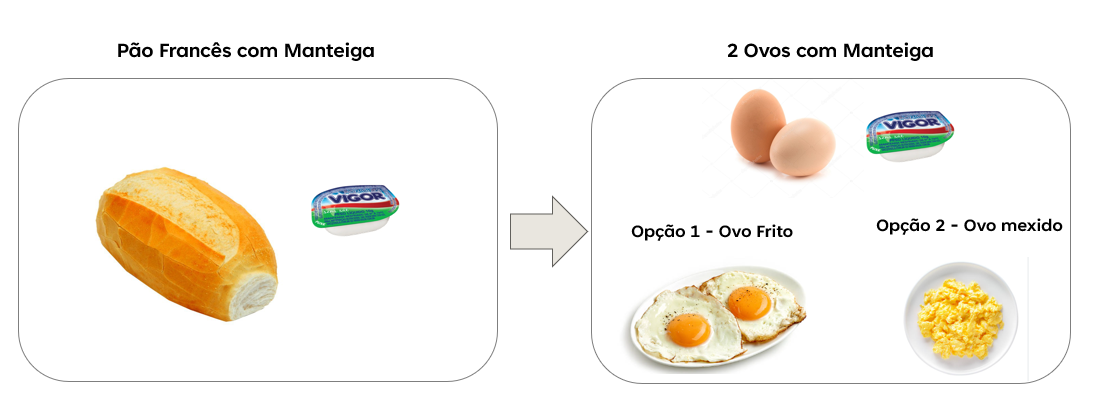 Pão Francês com Manteiga
2 Ovos com Manteiga
VIGOR
VIGOR
Opção 1 - Ovo Frito
Opção 2 - Ovo mexido